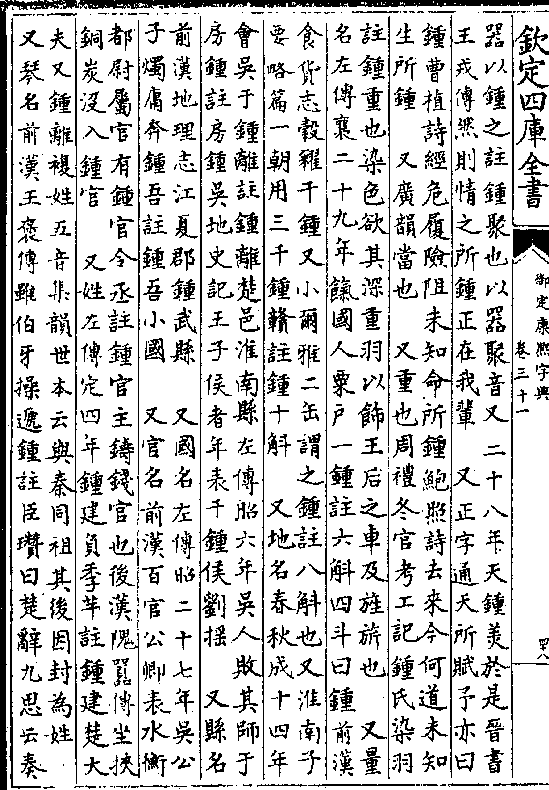 欽定四庫全書
御定康熙字典
卷三十一
器以鍾之註鍾聚也以器聚音又 二十八年天鍾美於是晉書
王戎傳然則情之所鍾正在我輩 又正字通天所賦予亦曰
鍾曹植詩經危履險阻未知命所鍾鮑照詩去來今何道未知
生所鍾 又廣韻當也 又重也周禮冬官考工記鍾氏染羽
註鍾重也染色欲其深重羽以飾王后之車及旌旂也 又量
名左傳襄二十九年餼國人粟户一鍾註六斛四斗曰鍾前漢
食貨志穀糴千鍾又小爾雅二缶謂之鍾註八斛也又淮南子
要略篇一朝用三千鍾贛註鍾十斛 又地名春秋成十四年
會吳于鍾離註鍾離楚邑淮南縣左傳昭六年吳人敗其師于
房鍾註房鍾吳地史記王子侯者年表千鍾侯劉揺 又縣名
前漢地理志江夏郡鍾武縣 又國名左傳昭二十七年吳公
子燭庸奔鍾吾註鍾吾小國 又官名前漢百官公卿表水衡
都尉屬官有鍾官令丞註鍾官主鑄錢官也後漢隗囂傳坐挾
銅炭沒入鍾官 又姓左傳定四年鍾建負季芉註鍾建楚大
夫又鍾離複姓五音集韻世本云與秦同祖其後因封為姓
又琴名前漢王褒傳雖伯牙操遞鍾註臣瓚曰楚辭九思云奏